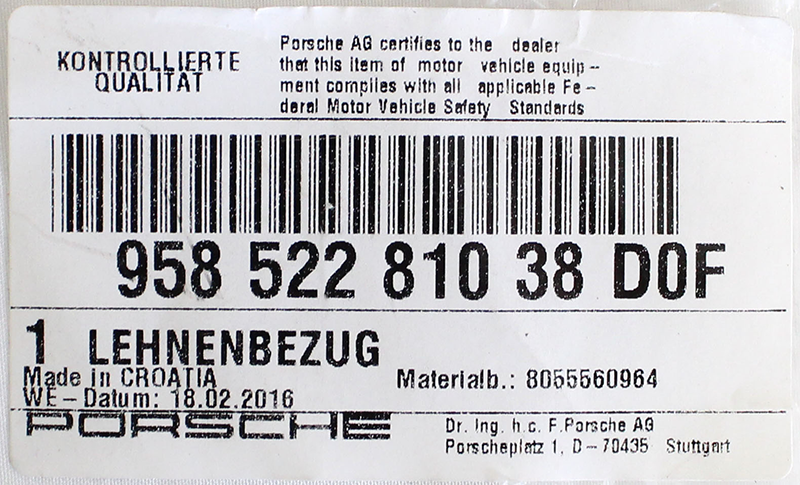 KONTROLLIERTE
QUALITÄT
Porsche AG certifies to the dealer
that this item of motor vehicle equip-
ment complies with all applicable Fe-
deral Motor Vehicle Safety Standards
958 522 810 38 D0F
1 LEHNENBEZUG
Made in CROATIA
Materialb.: 8055560964
WE-Datum: 18.02.2016
PORSCHE
Dr. Ing. h.c. F.Porsche AG
Porscheplatz 1, D-70435 Stuttgart